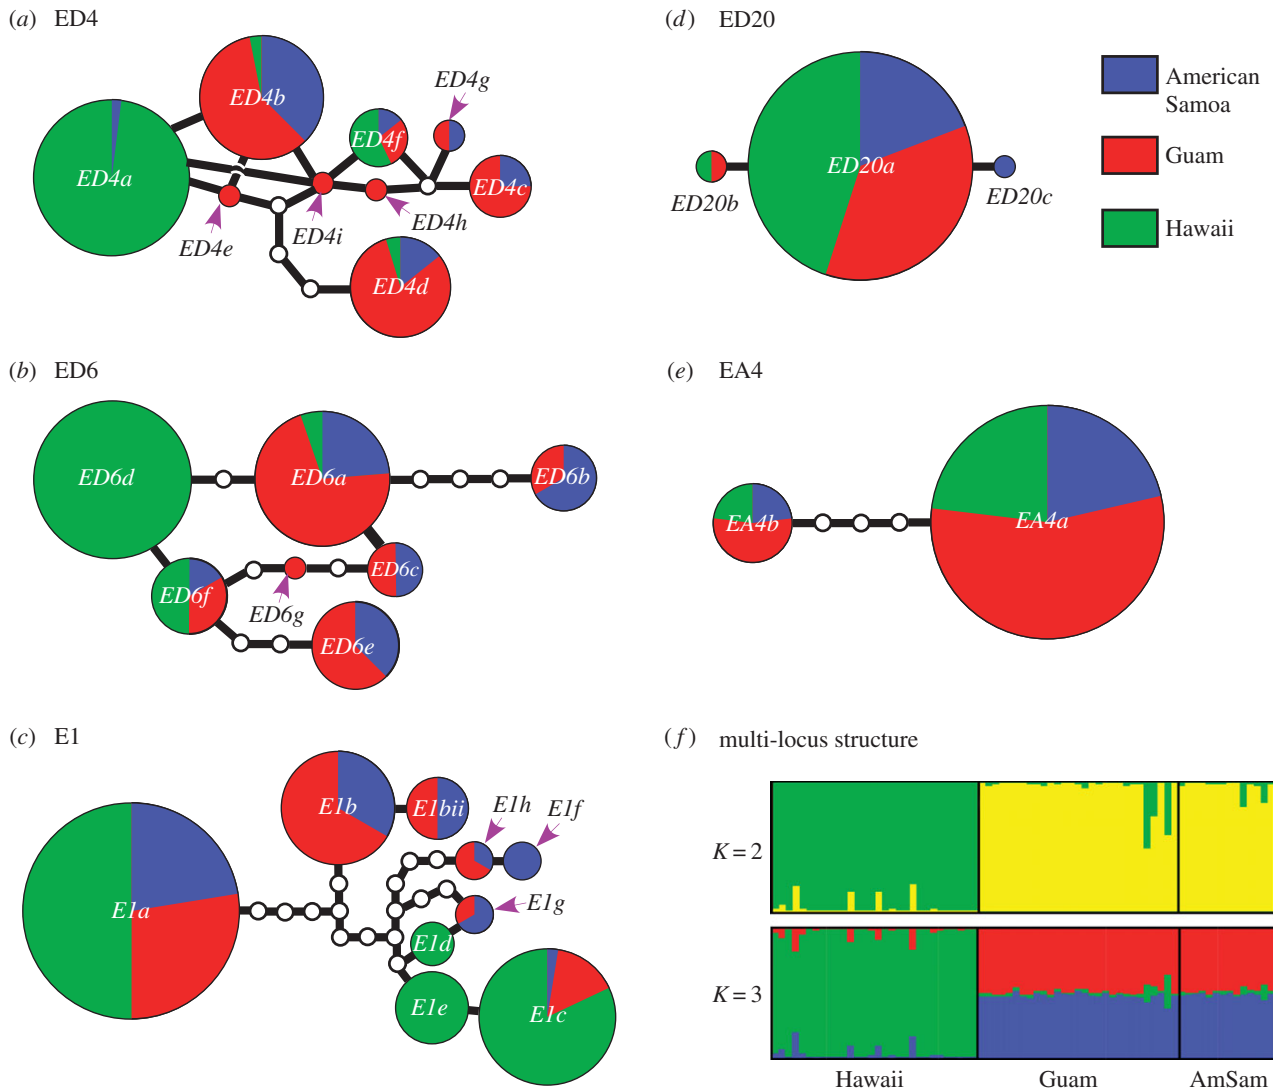 (a) ED4
ED4a
ED4b
ED4e
ED4i
ED4f
ED4g
ED4h
ED4c
ED4d
(b) ED6
ED6d
ED6a
ED6b
ED6f
ED6g
ED6c
ED6e
(c) E1
E1a
E1b
E1bii
E1h
E1f
E1g
E1d
E1e
E1c
(d) ED20
ED20b
ED20a
ED20c
American
Samoa
Guam
Hawaii
(e) EA4
EA4b
EA4a
(f) multi-locus structure
K = 2
K = 3
Hawaii
Guam
AmSam